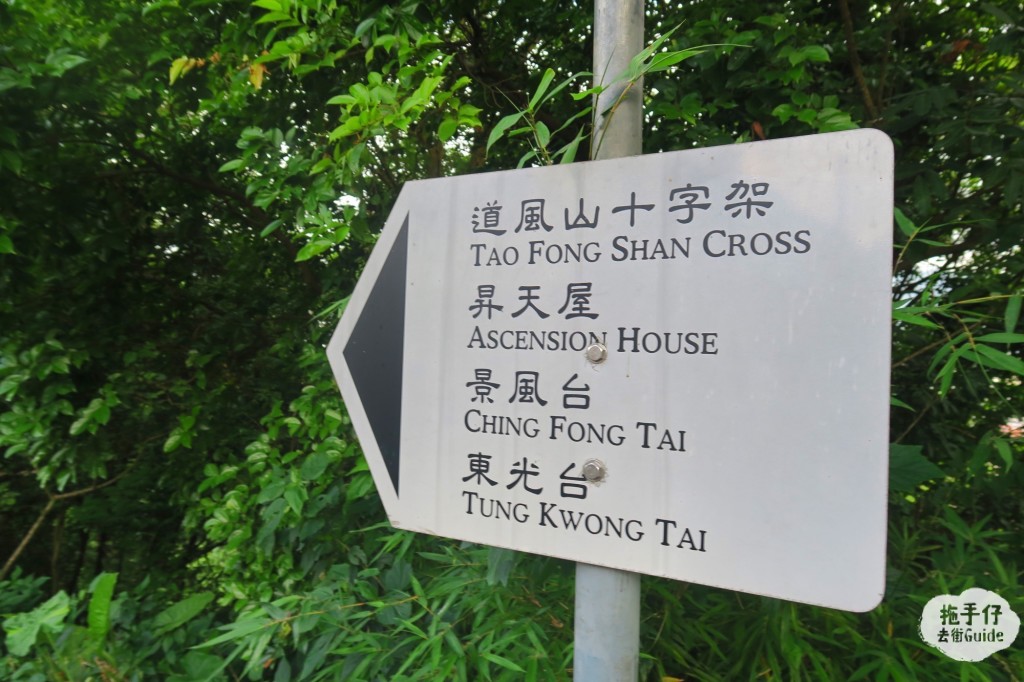 道風山十字架
TAO FONG SHAN CROSS
昇天屋
ASCENSION HOUSE
景風台
CHING FONG TAI
東光台
TUNG KWONG TAI
拖手仔
去街Guide